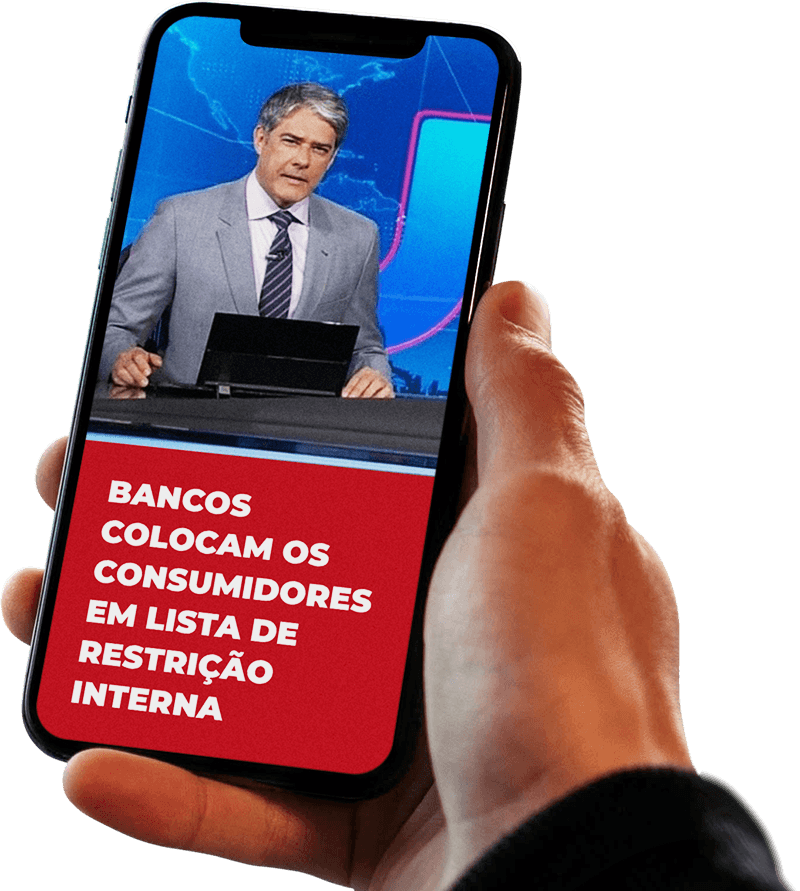 BANCOS
COLOCAM OS
CONSUMIDORES
EM LISTA DE
RESTRIÇÃO
INTERNA